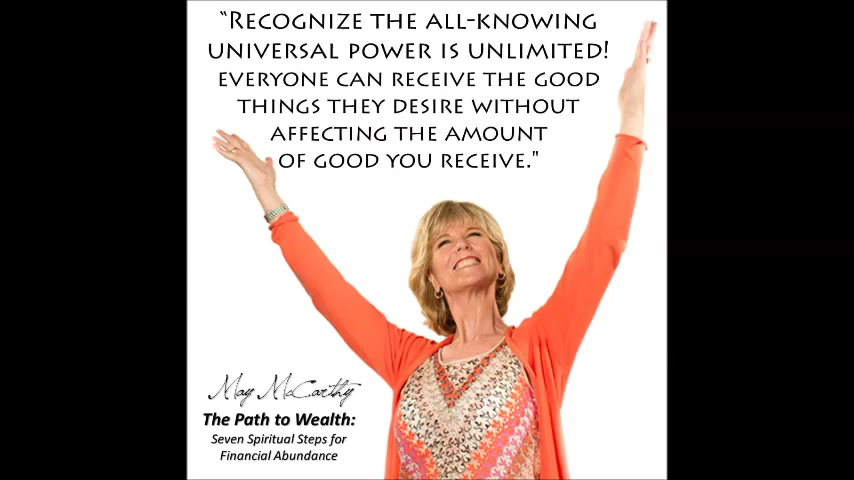 “Recognize the all-knowing
universal power is unlimited!
everyone can receive the good
things they desire without
affecting the amount
of good you receive."
May McCarthy
The Path to Wealth:
Seven Spiritual Steps for
Financial Abundance